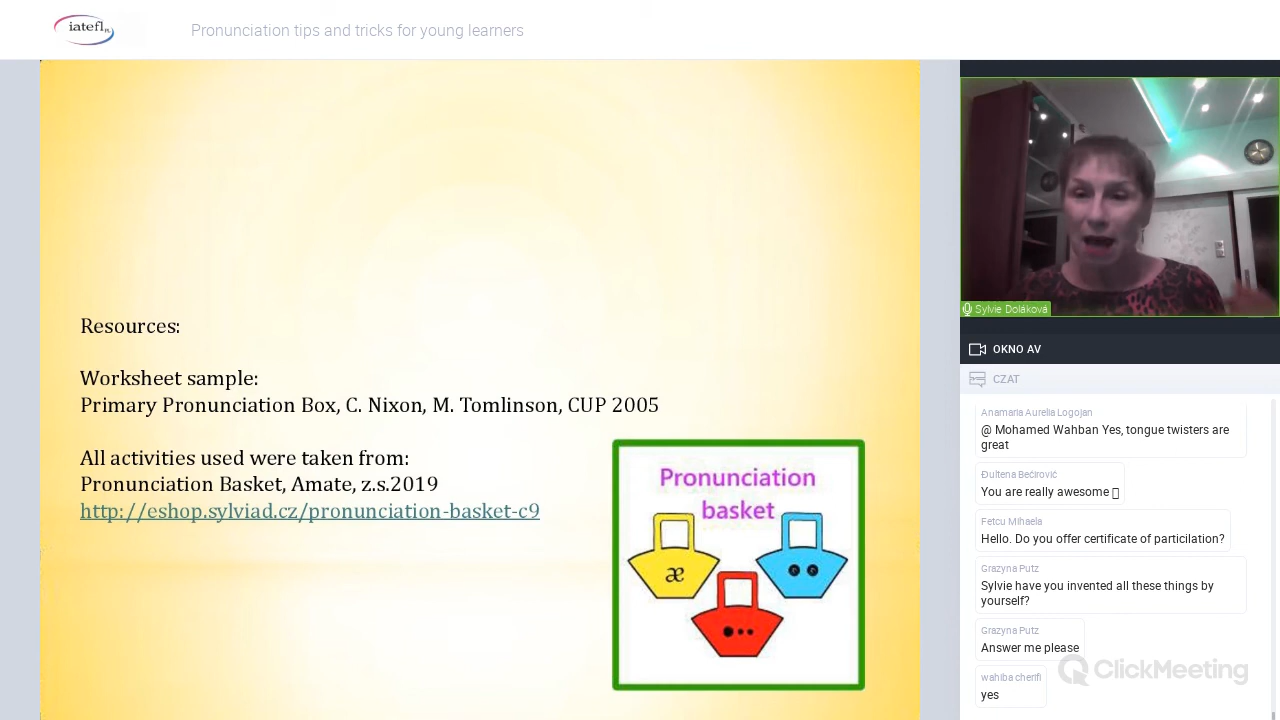 iatefl PL
Pronunciation tips and tricks for young learners
Resources:
Worksheet sample:
Primary Pronunciation Box, C. Nixon, M. Tomlinson, CUP 2005
All activities used were taken from:
Pronunciation Basket, Amate, z.s.2019
http://eshop.sylviad.cz/pronunciation-basket-c9
Pronunciation
basket
æ
Sylvie Doláková
OKNO AV
CZAT
Anamaria Aurelia Logojan
@ Mohamed Wahban Yes, tongue twisters are
great
Đultena Bećirovič
You are really awesome
Fetcu Mihaela
Hello. Do you offer certificate of particilation?
Grazyna Putz
Sylvie have you invented all these things by
yourself?
Grazyna Putz
Answer me please
wahiba cherifi
yes
ClickMeeting